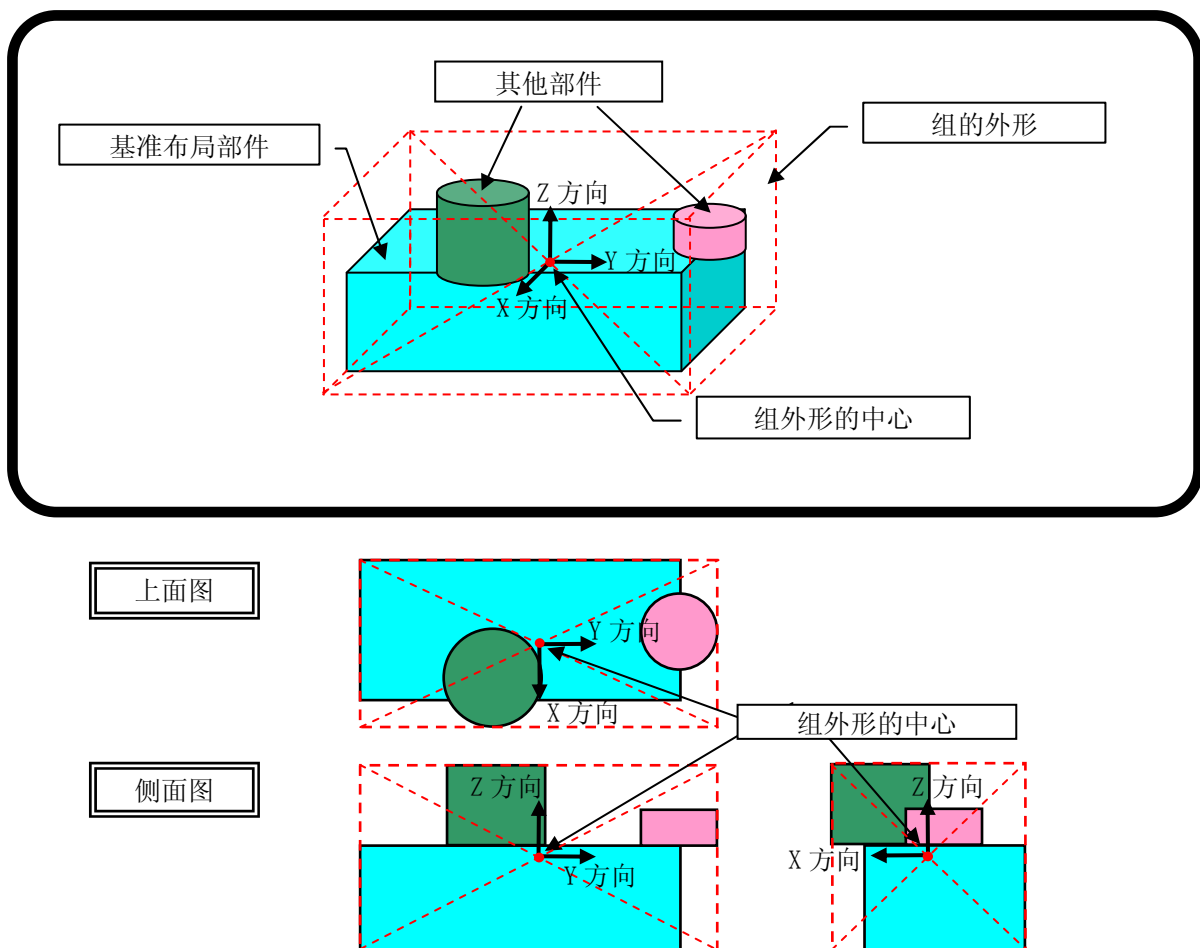 其他部件
基准布局部件
组的外形
Z 方向
Y 方向
X 方向
组外形的中心
上面图
Y 方向
X 方向
组外形的中心
侧面图
Z 方向
Y 方向
Z 方向
X 方向